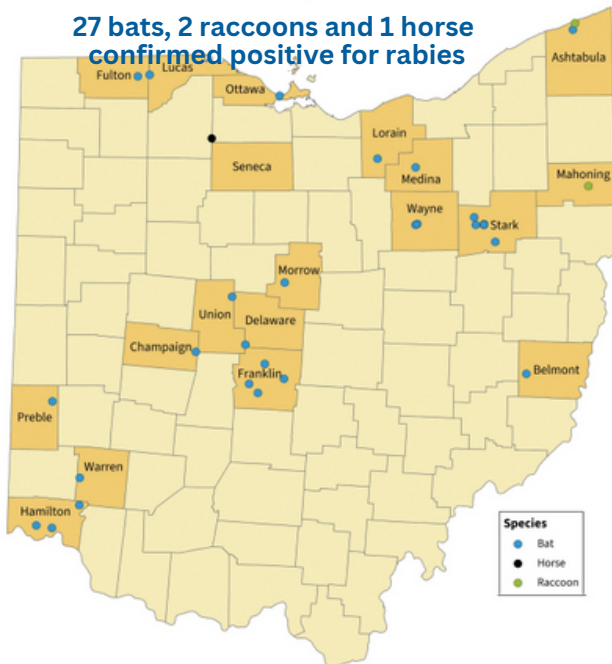 27 bats, 2 raccoons and 1 horse
confirmed positive for rabies
Fulton
Lucas
Ottawa
Ashtabula
Lorain
Seneca
Medina
Mahoning
Wayne
Stark
Morrow
Union
Delaware
Champaign
Franklin
Belmont
Preble
Warren
Hamilton
Species
Bat
Horse
Raccoon